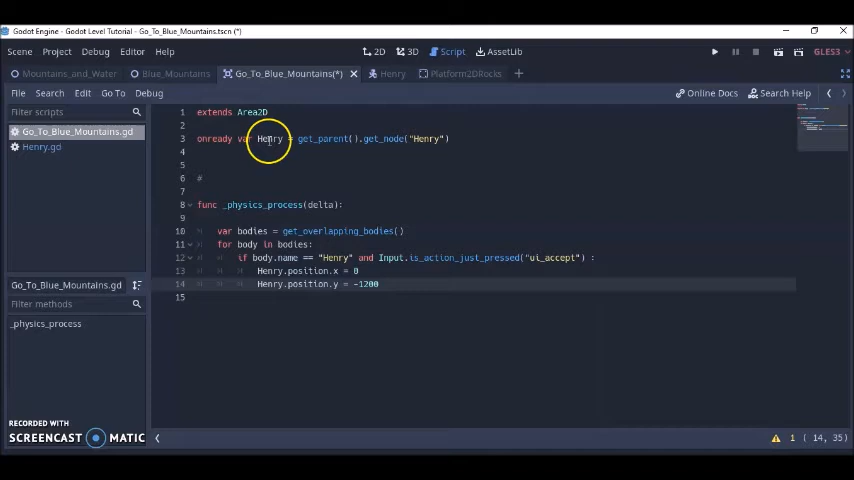 Godot Engine - Godot Level Tutorial - Go_To_Blue_Mountains.tscn (*)
Scene Project Debug Editor Help 2D 3D Script AssetLib GLES3
Mountains_and_Water Blue_Mountains Go_To_Blue_Mountains(*) Henry Platform2DRocks
File Search Edit Go To Debug Online Docs Search Help
Filter scripts
Go_To_Blue_Mountains.gd
Henry.gd
Go_To_Blue_Mountains.gd
Filter methods
_physics_process
1 extends Area2D
2
3 onready var Henry = get_parent().get_node("Henry")
4
5
6 #
7
8 func _physics_process(delta):
9
10 var bodies = get_overlapping_bodies()
11 for body in bodies:
12 if body.name == "Henry" and Input.is_action_just_pressed("ui_accept") :
13 Henry.position.x = 0
14 Henry.position.y = -1200
15
1 (14, 35)
RECORDED WITH
SCREENCAST MATIC